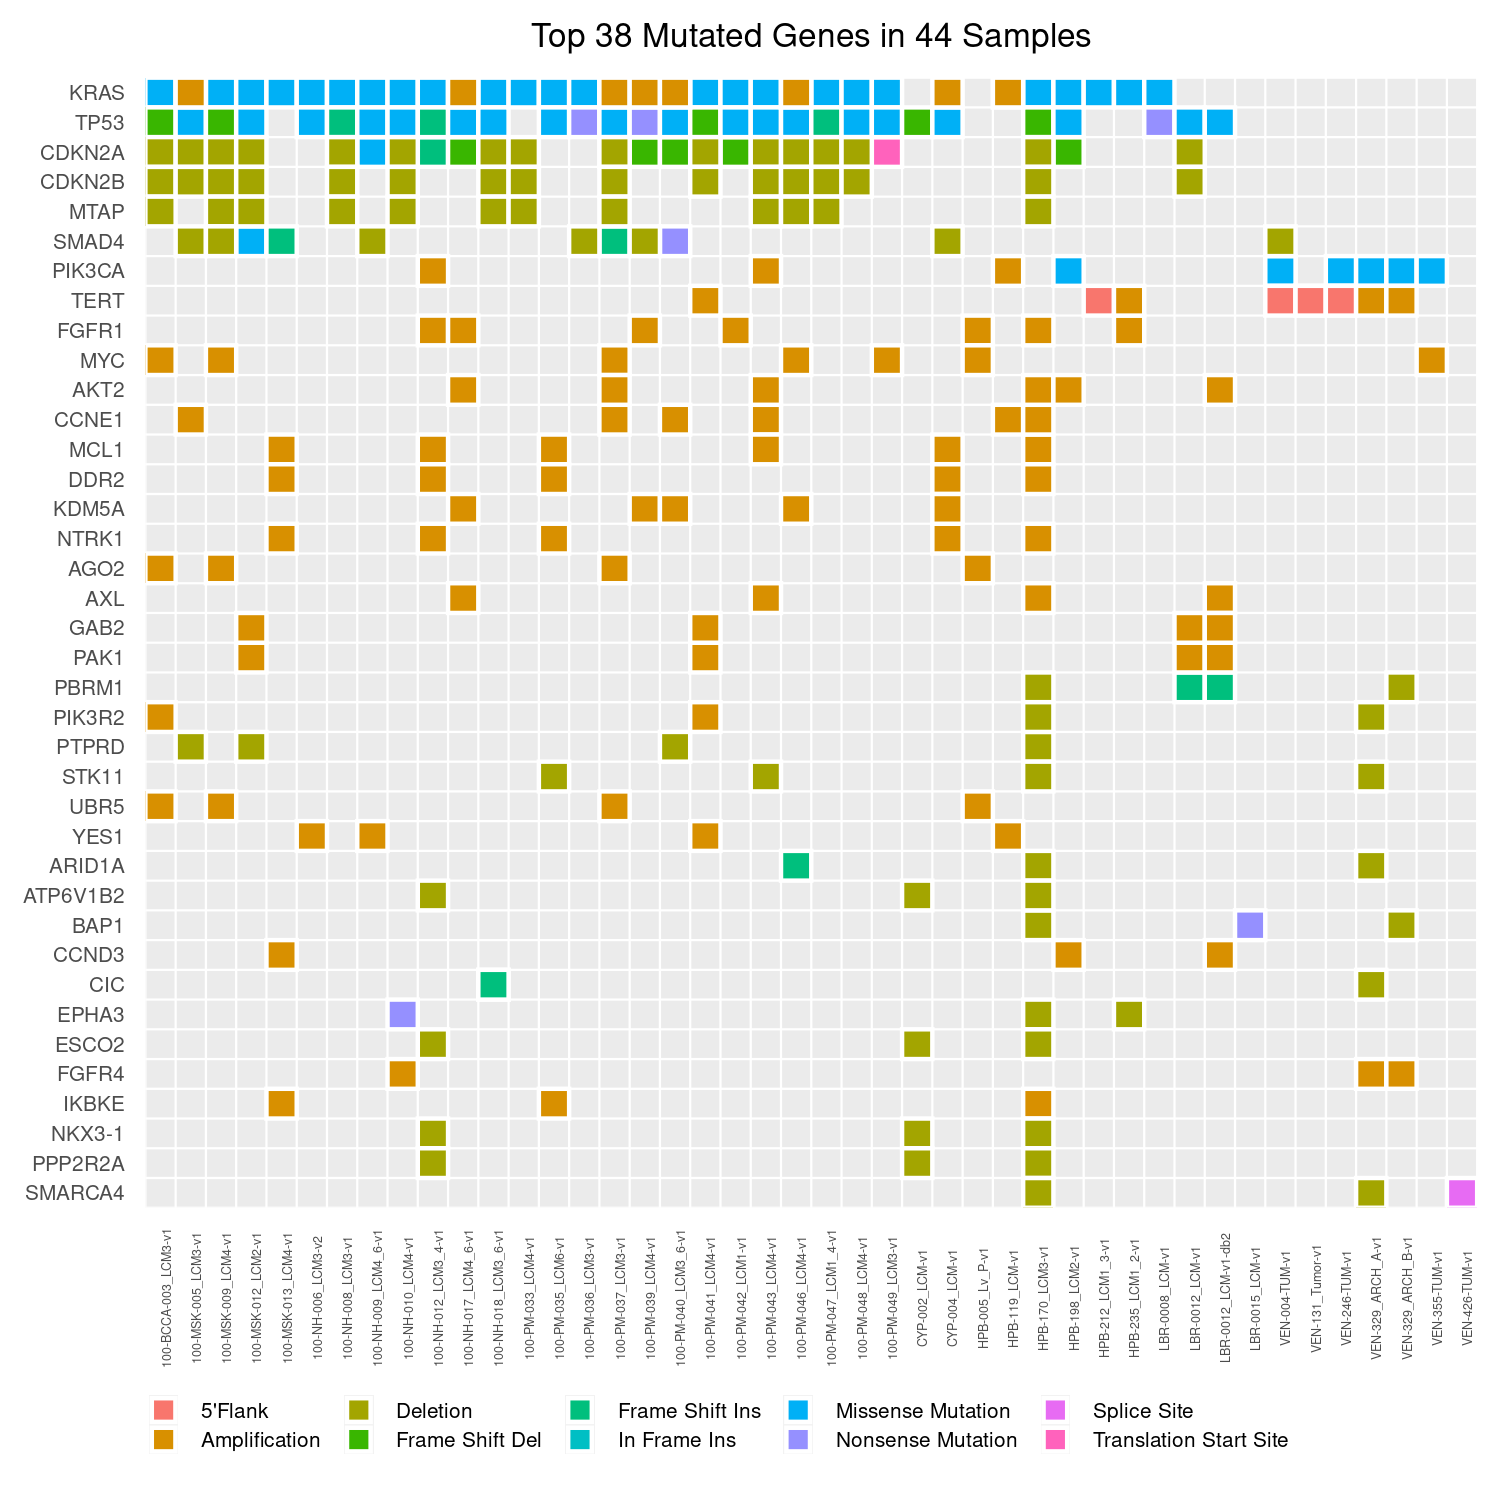 Top 38 Mutated Genes in 44 Samples
KRAS
TP53
CDKN2A
CDKN2B
MTAP
SMAD4
PIK3CA
TERT
FGFR1
MYC
AKT2
CCNE1
MCL1
DDR2
KDM5A
NTRK1
AGO2
AXL
GAB2
PAK1
PBRM1
PIK3R2
PTPRD
STK11
UBR5
YES1
ARID1A
ATP6V1B2
BAP1
CCND3
CIC
EPHA3
ESCO2
FGFR4
IKBKE
NKX3-1
PPP2R2A
SMARCA4
100-BCCA-003_LCM3-v1
100-MSK-005_LCM3-v1
100-MSK-009_LCM4-v1
100-MSK-012_LCM2-v1
100-MSK-013_LCM4-v1
100-NH-006_LCM3-v2
100-NH-008_LCM3-v1
100-NH-009_LCM4_6-v1
100-NH-010_LCM4-v1
100-NH-012_LCM3_4-v1
100-NH-017_LCM4_6-v1
100-NH-018_LCM3_6-v1
100-PM-033_LCM4-v1
100-PM-035_LCM6-v1
100-PM-036_LCM3-v1
100-PM-037_LCM3-v1
100-PM-039_LCM4-v1
100-PM-040_LCM3_6-v1
100-PM-041_LCM4-v1
100-PM-042_LCM1-v1
100-PM-043_LCM4-v1
100-PM-046_LCM4-v1
100-PM-047_LCM1_4-v1
100-PM-048_LCM4-v1
100-PM-049_LCM3-v1
CYP-002_LCM-v1
CYP-004_LCM-v1
HPB-005_Lv_P-v1
HPB-119_LCM-v1
HPB-170_LCM3-v1
HPB-198_LCM2-v1
HPB-212_LCM1_3-v1
HPB-235_LCM1_2-v1
LBR-0008_LCM-v1
LBR-0012_LCM-v1
LBR-0012_LCM-v1-db2
LBR-0015_LCM-v1
VEN-004-TUM-v1
VEN-131_Tumor-v1
VEN-246-TUM-v1
VEN-329_ARCH_A-v1
VEN-329_ARCH_B-v1
VEN-355-TUM-v1
VEN-426-TUM-v1
5'Flank
Deletion
Frame Shift Ins
Missense Mutation
Splice Site
Amplification
Frame Shift Del
In Frame Ins
Nonsense Mutation
Translation Start Site